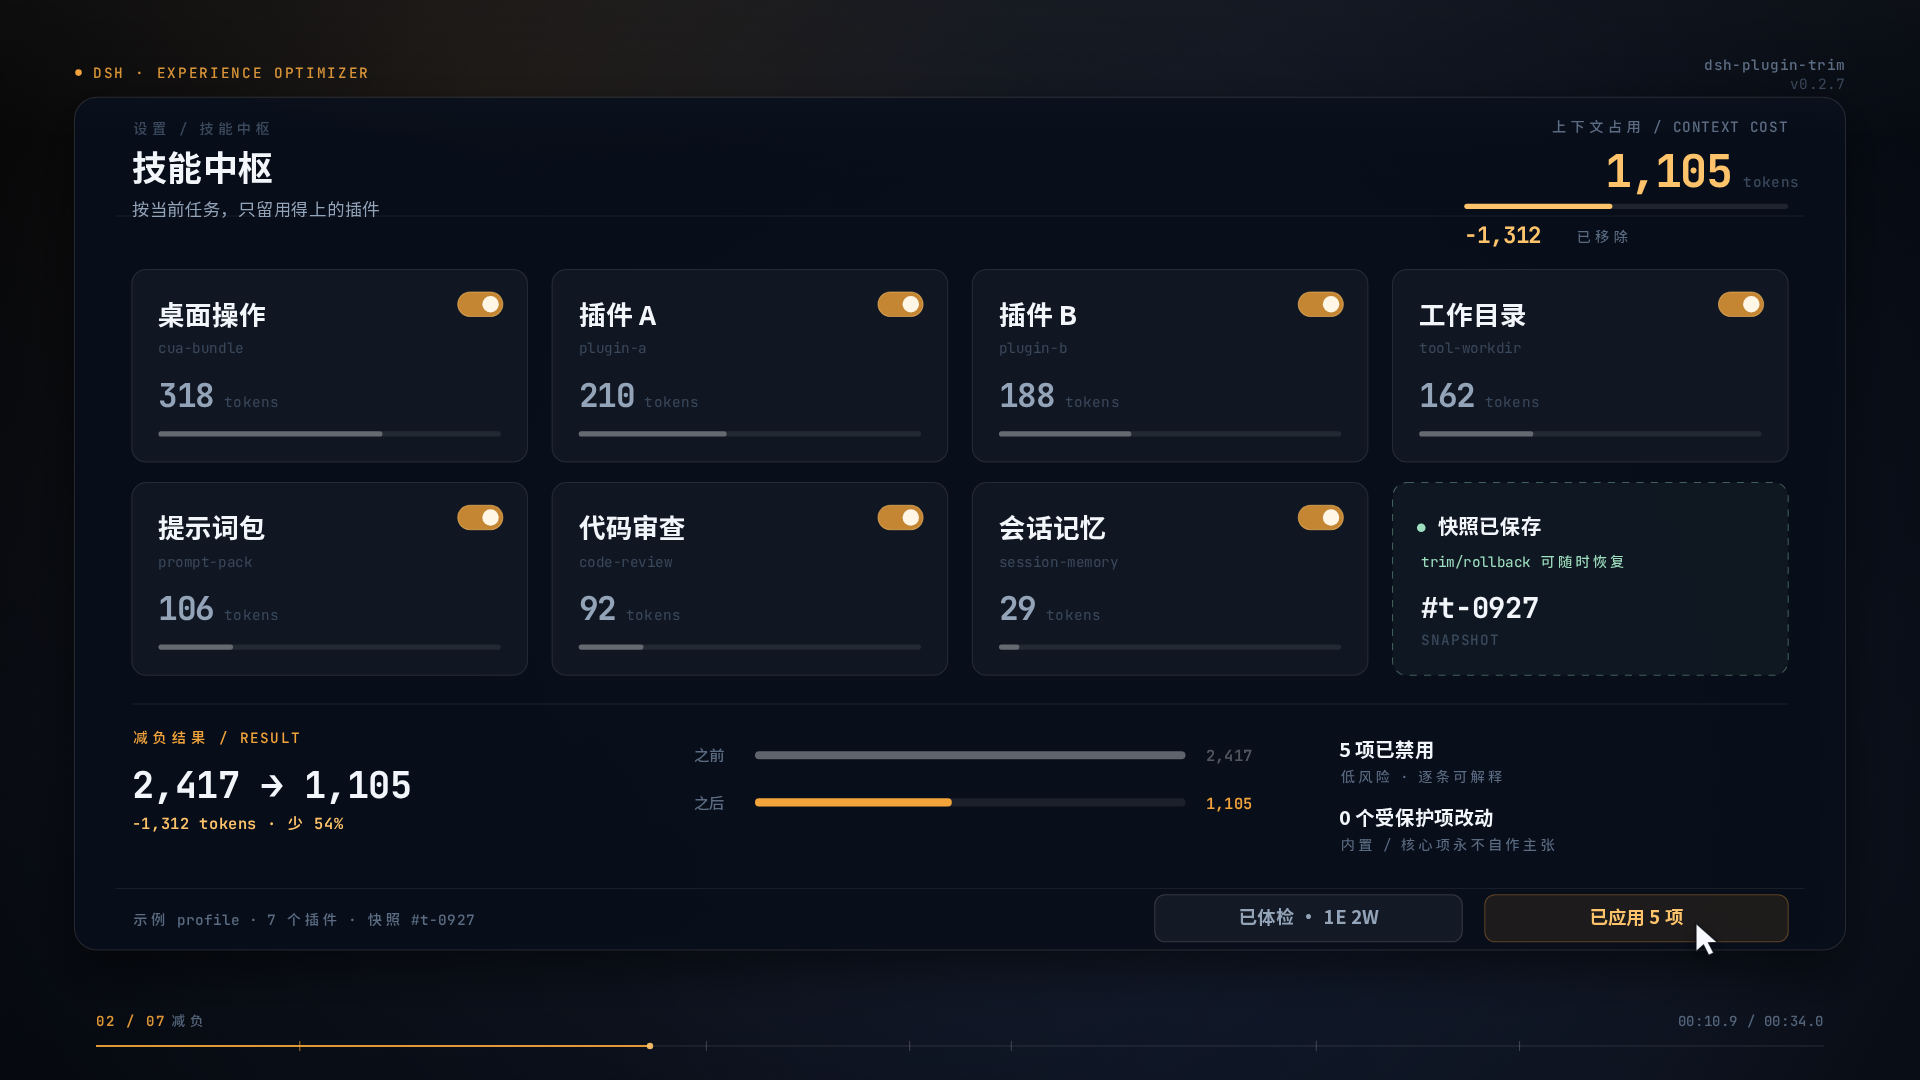 DSH · EXPERIENCE OPTIMIZER
dsh-plugin-trim
v0.2.7
设置 / 技能中枢
技能中枢
按当前任务，只留用得上的插件
上下文占用 / CONTEXT COST
1,105 tokens
-1,312 已移除
桌面操作
cua-bundle
318 tokens
插件 A
plugin-a
210 tokens
插件 B
plugin-b
188 tokens
工作目录
tool-workdir
162 tokens
提示词包
prompt-pack
106 tokens
代码审查
code-review
92 tokens
会话记忆
session-memory
29 tokens
快照已保存
trim/rollback 可随时恢复
#t-0927
SNAPSHOT
减负结果 / RESULT
2,417 → 1,105
-1,312 tokens · 少 54%
之前 2,417
之后 1,105
5 项已禁用
低风险 · 逐条可解释
0 个受保护项改动
内置 / 核心项永不自作主张
示例 profile · 7 个插件 · 快照 #t-0927
已体检 • 1E 2W
已应用 5 项
02 / 07 减负
00:10.9 / 00:34.0